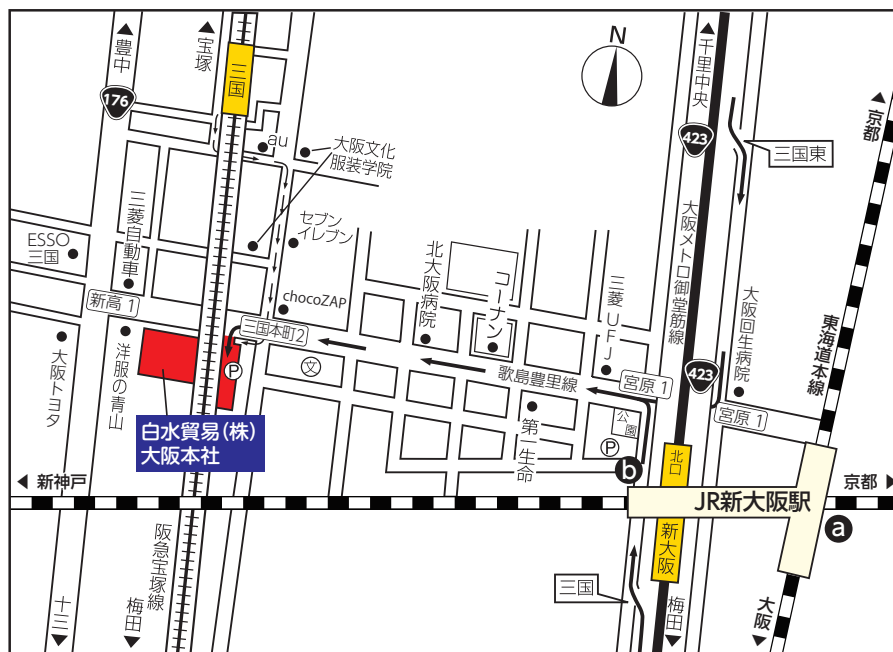 豊中
宝塚
N
千里中央
176
三国
au
大阪文化
服装学院
423
三国東
京都
ESSO
三国
三菱自動車
セブン
イレブン
北大阪病院
コーナン
大阪メトロ御堂筋線
新高1
chocoZAP
三国本町2
三菱UFJ
大阪回生病院
東海道本線
大阪トヨタ
洋服の青山
P
文
歌島豊里線
宮原1
423
宮原1
白水貿易(株)
大阪本社
第一生命
公園
P
北口
b
新神戸
京都
JR新大阪駅
a
新大阪
阪急宝塚線
三国
十三
梅田
梅田
大阪